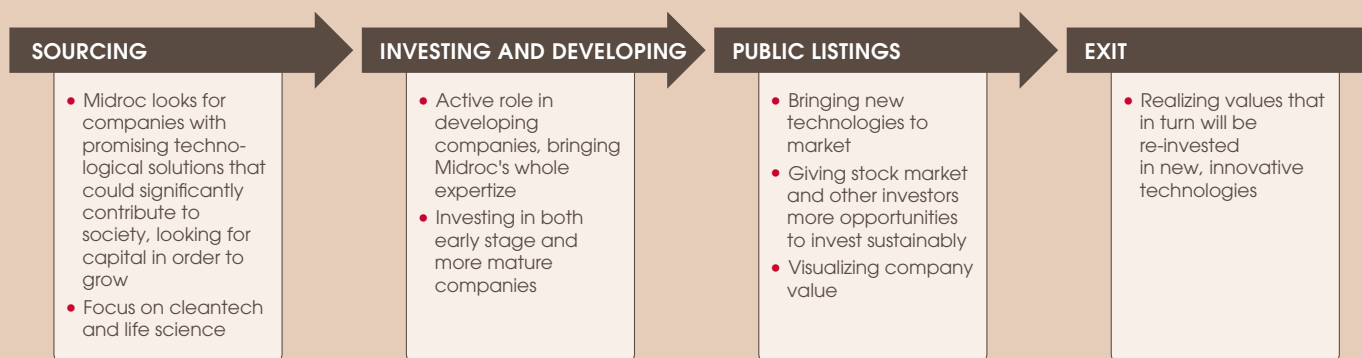 SOURCING
• Midroc looks for
companies with
promising techno-
logical solutions that
could significantly
contribute to
society, looking for
capital in order to
grow
• Focus on cleantech
and life science
INVESTING AND DEVELOPING
• Active role in
developing
companies, bringing
Midroc's whole
expertize
• Investing in both
early stage and
more mature
companies
PUBLIC LISTINGS
• Bringing new
technologies to
market
• Giving stock market
and other investors
more opportunities
to invest sustainably
• Visualizing company
value
EXIT
• Realizing values that
in turn will be
re-invested
in new, innovative
technologies